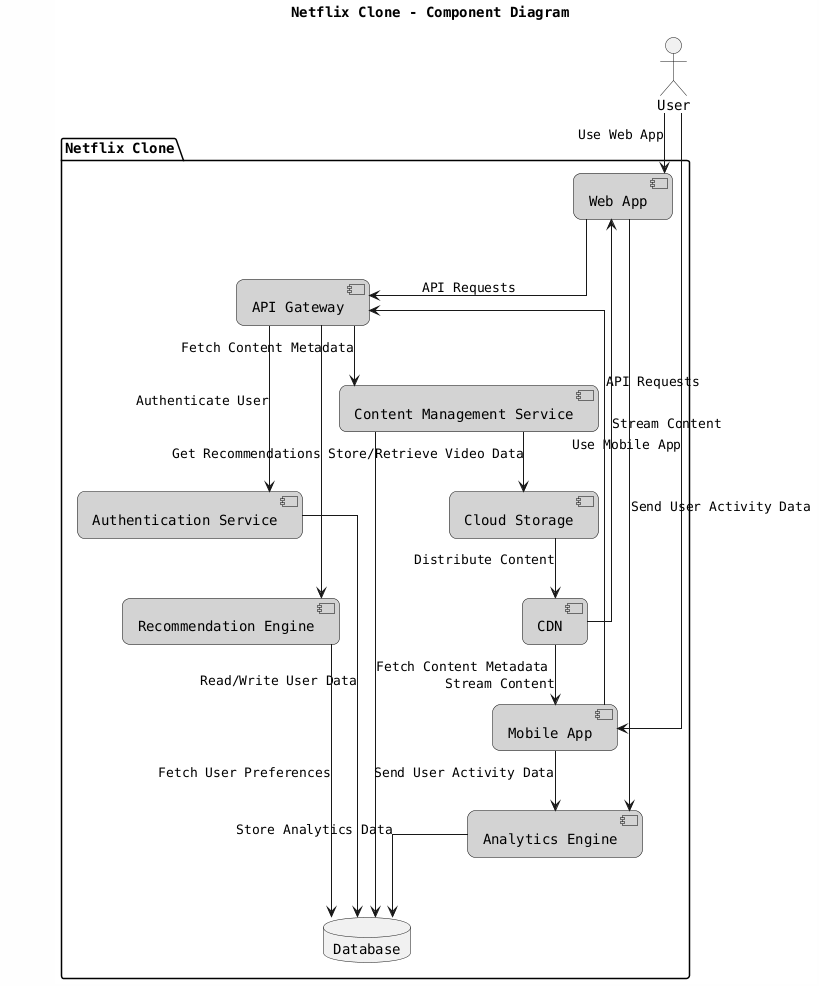 Netflix Clone - Component Diagram
User
Use Web App
Netflix Clone
Web App
API Requests
API Gateway
Fetch Content Metadata
API Requests
Authenticate User
Content Management Service
Stream Content
Use Mobile App
Get Recommendations
Store/Retrieve Video Data
Send User Activity Data
Authentication Service
Cloud Storage
Distribute Content
Recommendation Engine
CDN
Fetch Content Metadata
Read/Write User Data
Stream Content
Mobile App
Fetch User Preferences
Send User Activity Data
Store Analytics Data
Analytics Engine
Database